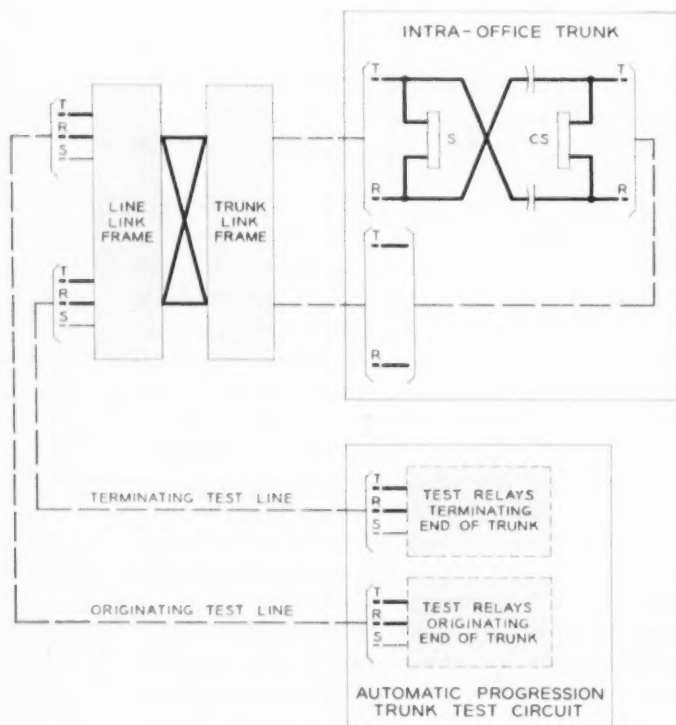 INTRA-OFFICE TRUNK
T
T
S
CS
R
R
T
R
S
LINE
LINK
FRAME
TRUNK
LINK
FRAME
T
R
S
T
R
TERMINATING TEST LINE
T
R
S
TEST RELAYS
TERMINATING
END OF TRUNK
ORIGINATING TEST LINE
T
R
S
TEST RELAYS
ORIGINATING
END OF TRUNK
AUTOMATIC PROGRESSION
TRUNK TEST CIRCUIT